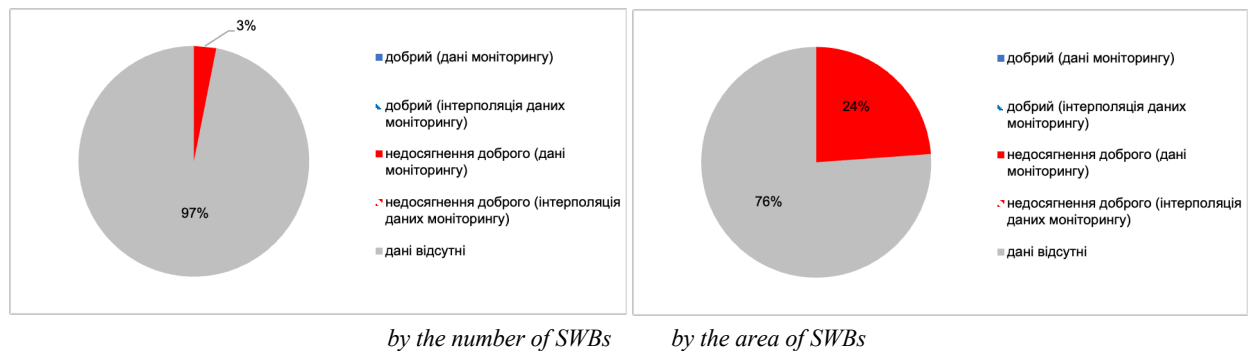 3%
97%
добрий (дані моніторингу)
добрий (інтерполяція даних
моніторингу)
недосягнення доброго (дані
моніторингу)
недосягнення доброго (інтерполяція
даних моніторингу)
дані відсутні
24%
76%
добрий (дані моніторингу)
добрий (інтерполяція даних
моніторингу)
недосягнення доброго (дані
моніторингу)
недосягнення доброго (інтерполяція
даних моніторингу)
дані відсутні
by the number of SWBs
by the area of SWBs